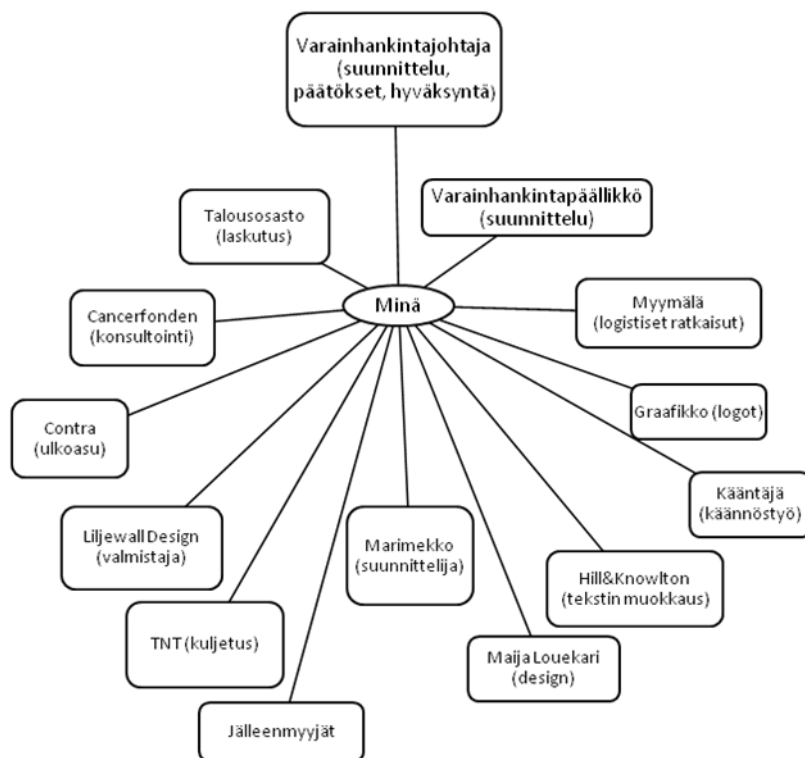 Varainhankintajohtaja
(suunnittelu,
päätökset, hyväksyntä)
Varainhankintapäällikkö
(suunnittelu)
Talousosasto
(laskutus)
Minä
Cancerfonden
(konsultointi)
Myymälä
(logistiset ratkaisut)
Contra
(ulkoasu)
Graafikko (logot)
Kääntäjä
(käännöstyö)
Liljewall Design
(valmistaja)
Marimekko
(suunnittelija)
Hill&Knowlton
(tekstin muokkaus)
TNT (kuljetus)
Maija Louekari
(design)
Jälleenmyyjät